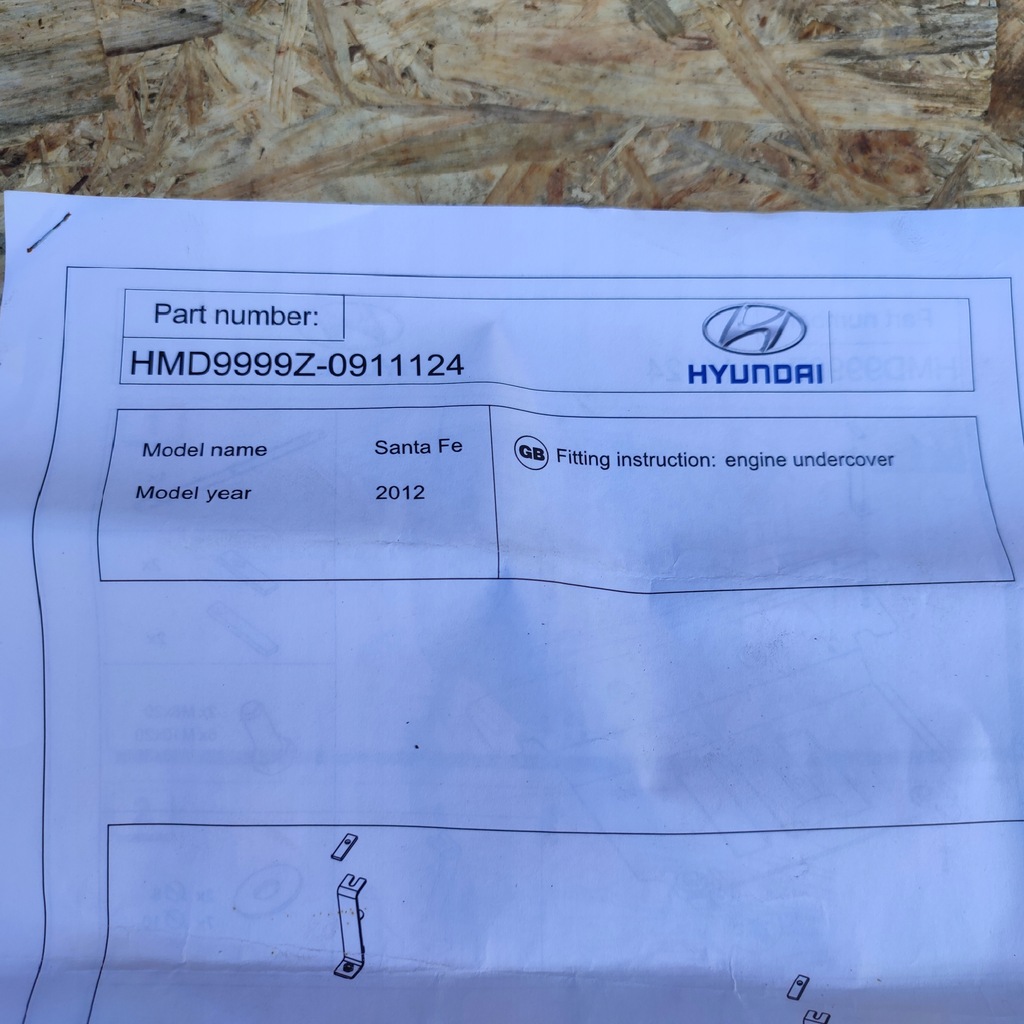 Part number:
HMD9999Z-0911124
HYUNDAI
Model name Santa Fe
Model year 2012
GB Fitting instruction: engine undercover